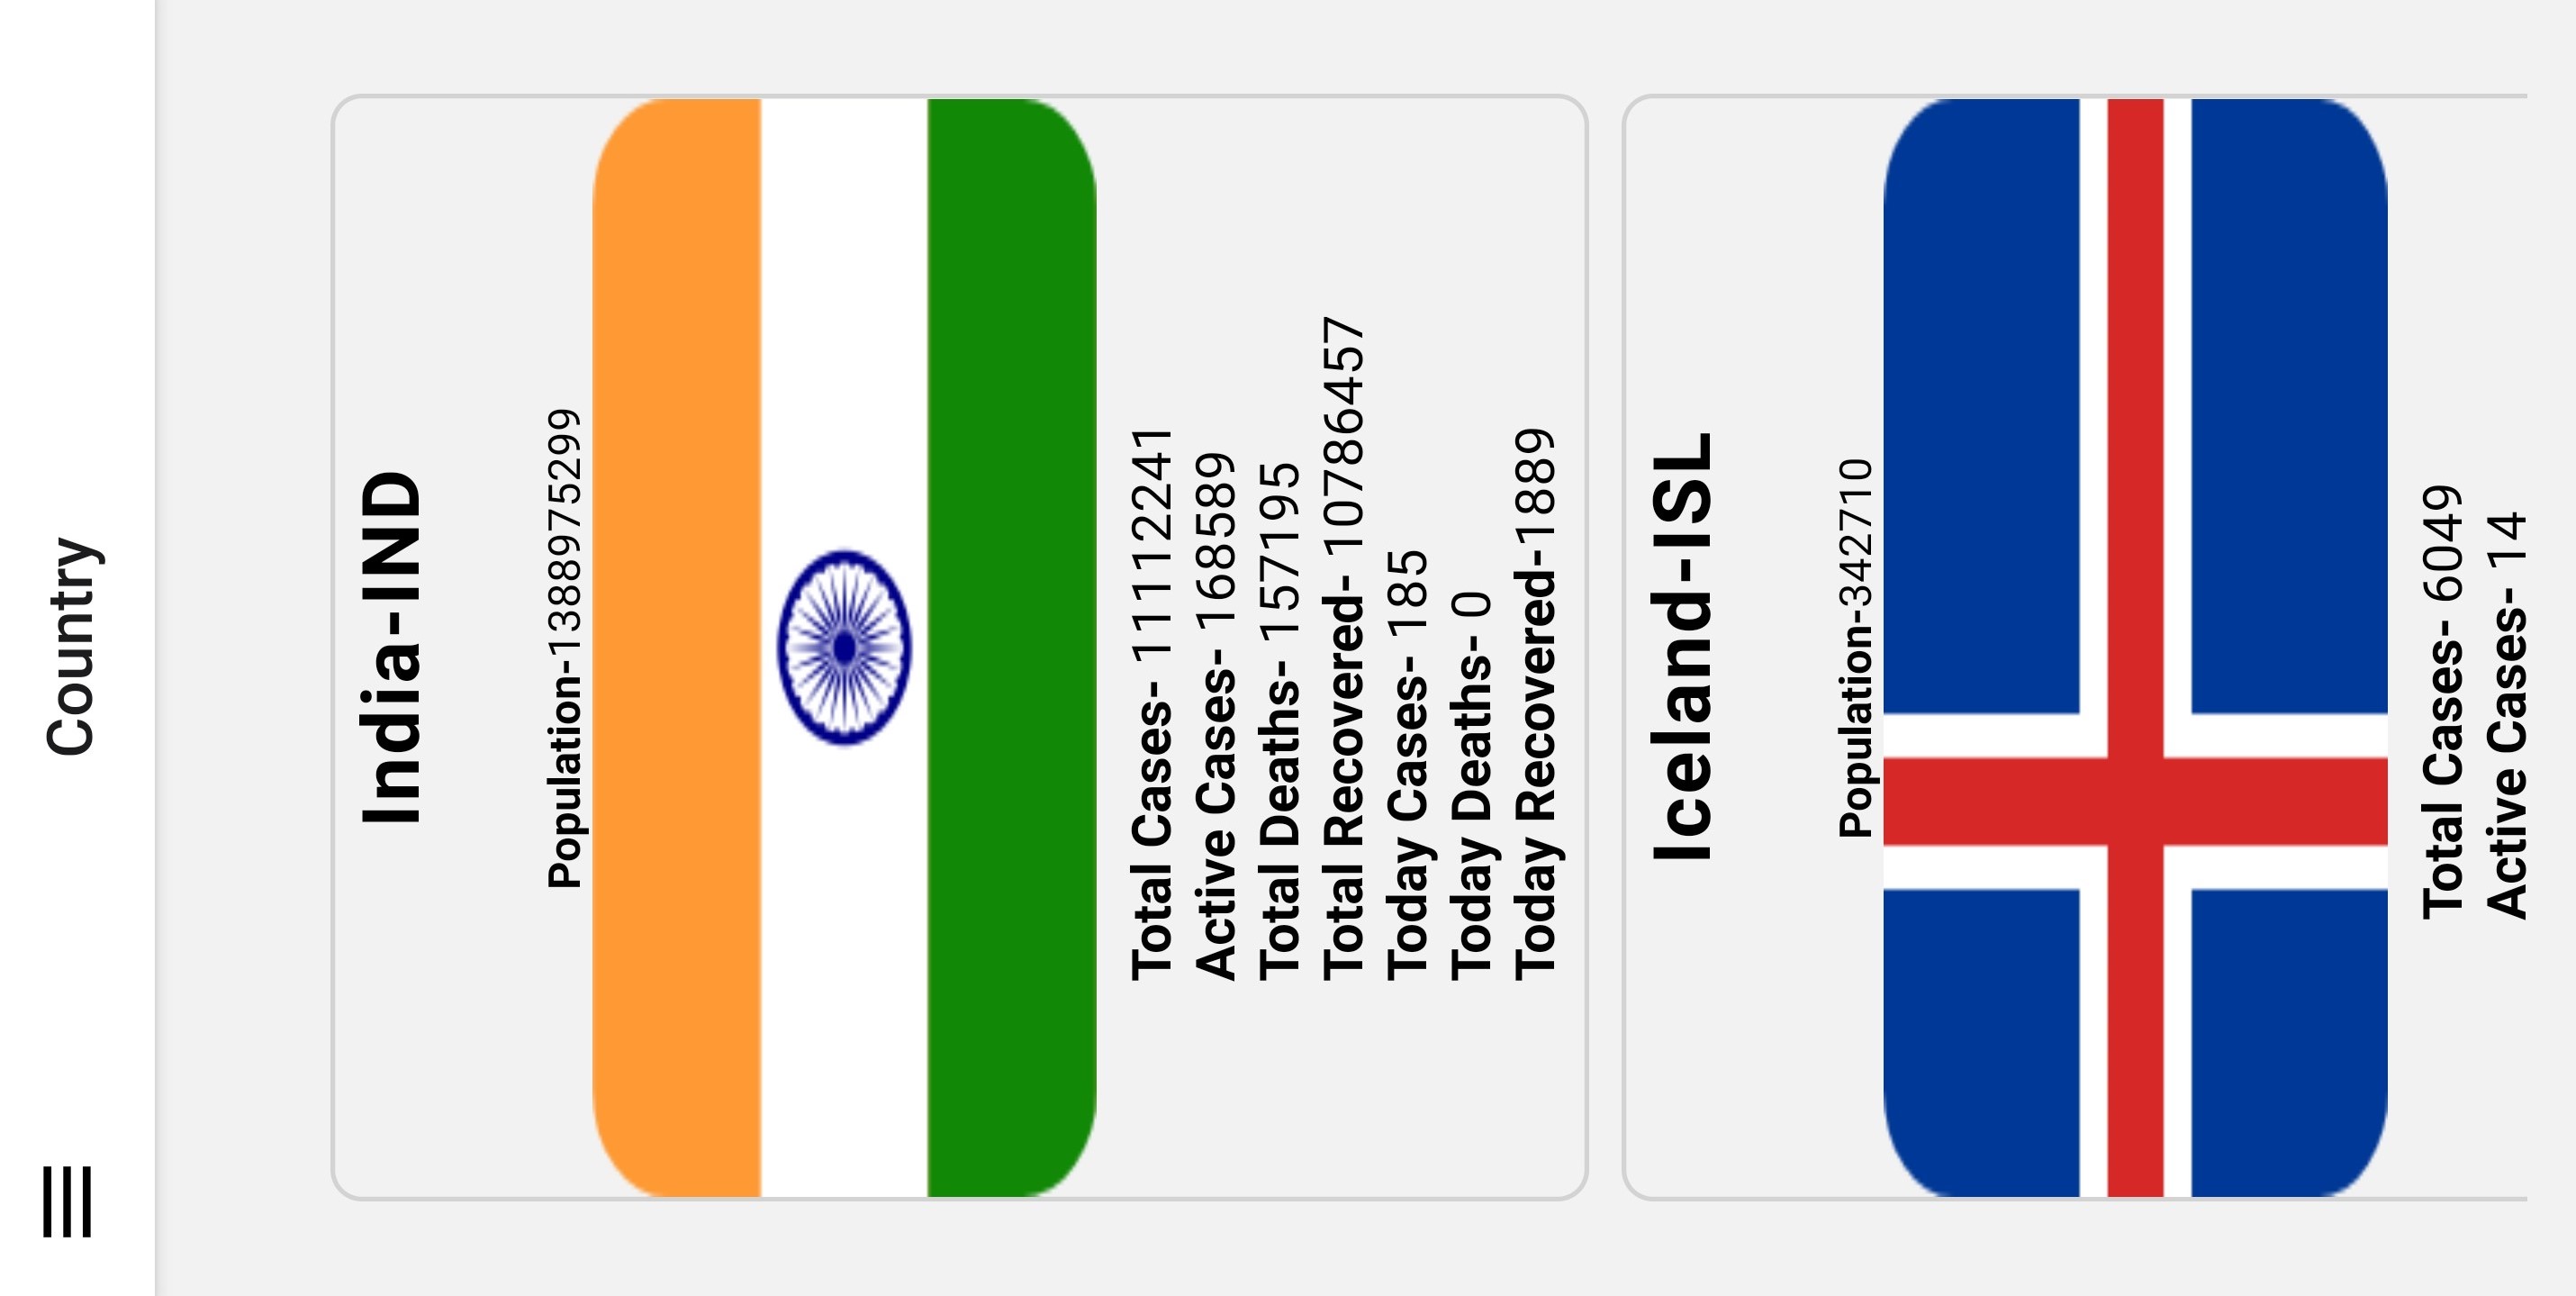 Country
India-IND
Population-1388975299
Total Cases- 11112241
Active Cases- 168589
Total Deaths- 157195
Total Recovered- 10786457
Today Cases- 185
Today Deaths- 0
Today Recovered-1889
Iceland-ISL
Population-342710
Total Cases- 6049
Active Cases- 14